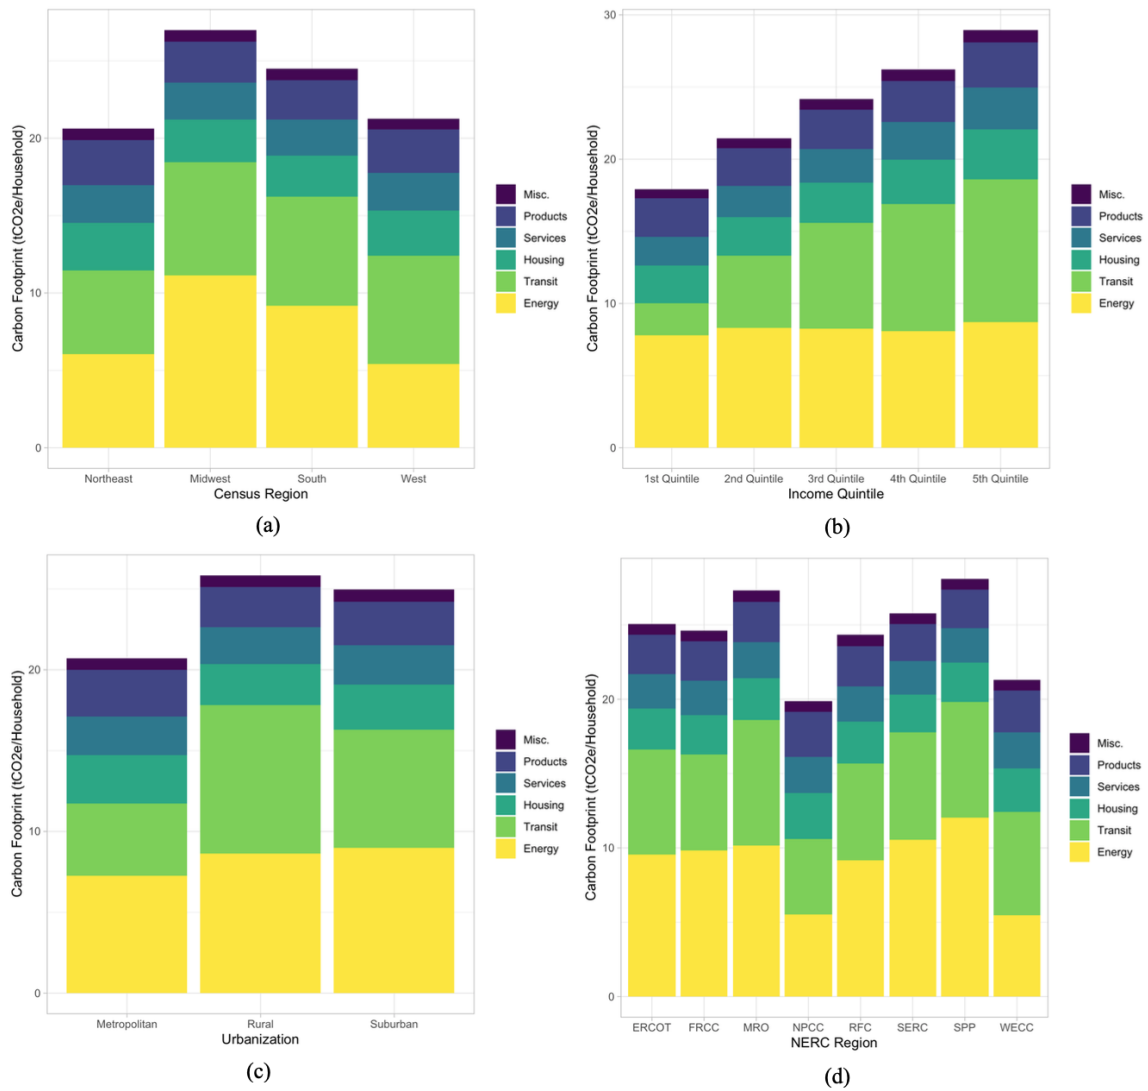 Carbon Footprint (tCO2e/Household)
20
10
0
Northeast Midwest South West
Census Region
Misc.
Products
Services
Housing
Transit
Energy
(a)
Carbon Footprint (tCO2e/Household)
30
20
10
0
1st Quintile 2nd Quintile 3rd Quintile 4th Quintile 5th Quintile
Income Quintile
Misc.
Products
Services
Housing
Transit
Energy
(b)
Carbon Footprint (tCO2e/Household)
20
10
0
Metropolitan Rural Suburban
Urbanization
Misc.
Products
Services
Housing
Transit
Energy
(c)
Carbon Footprint (tCO2e/Household)
20
10
0
ERCOT FRCC MRO NPCC RFC SERC SPP WECC
NERC Region
Misc.
Products
Services
Housing
Transit
Energy
(d)